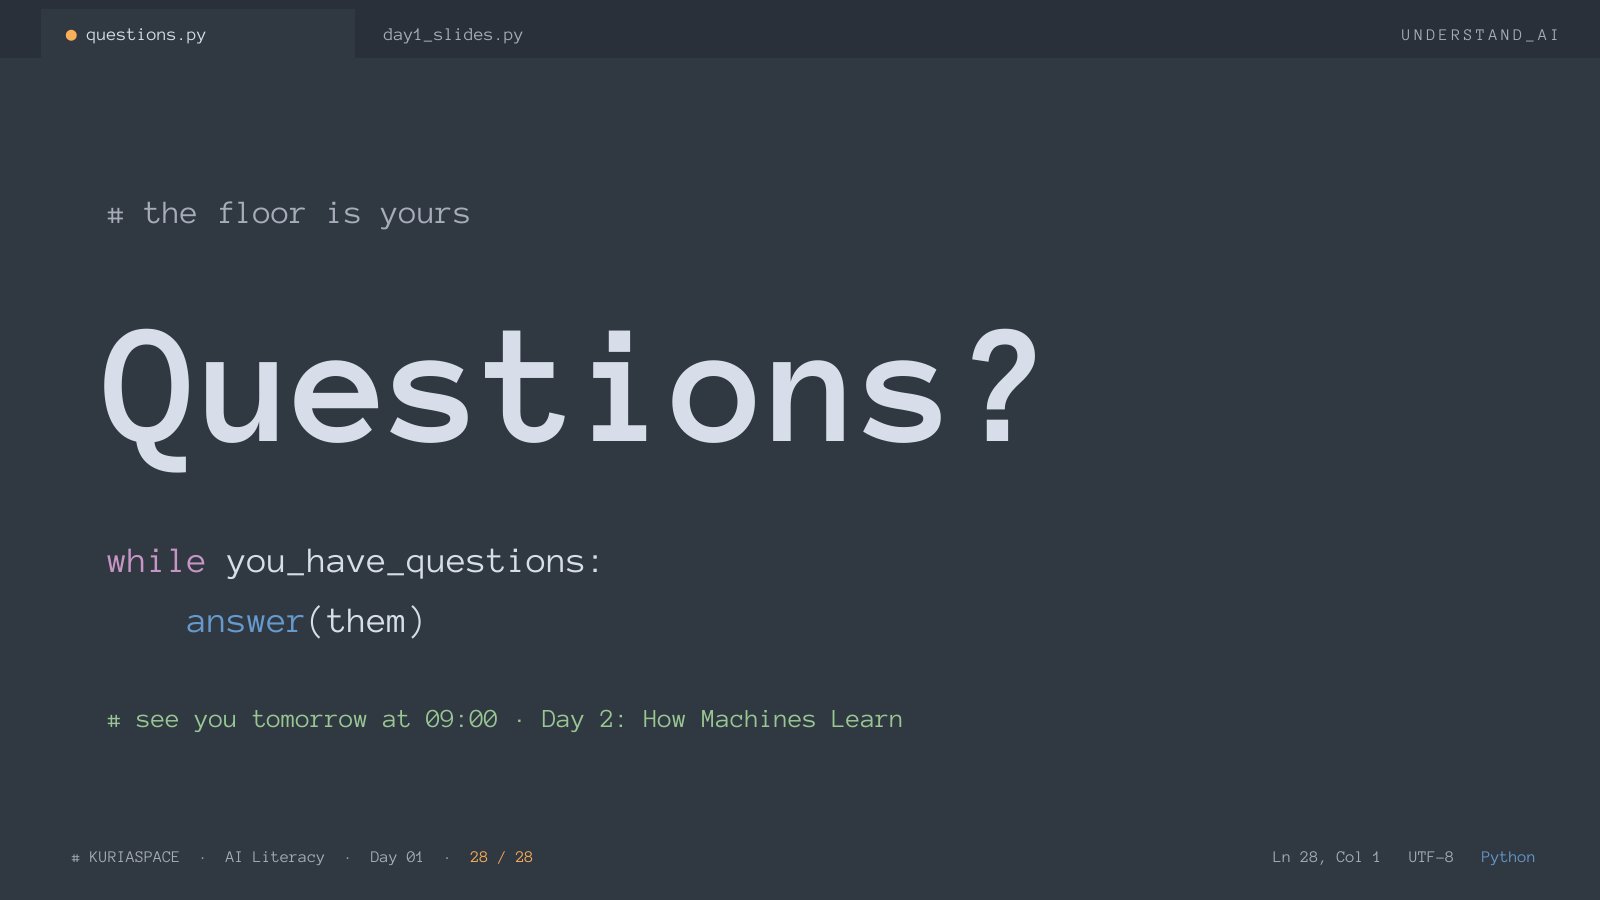 questions.py
day1_slides.py
UNDERSTAND_AI
# the floor is yours
Questions?
while you_have_questions:
    answer(them)
# see you tomorrow at 09:00 · Day 2: How Machines Learn
# KURIASPACE · AI Literacy · Day 01 · 28 / 28
Ln 28, Col 1 UTF-8 Python